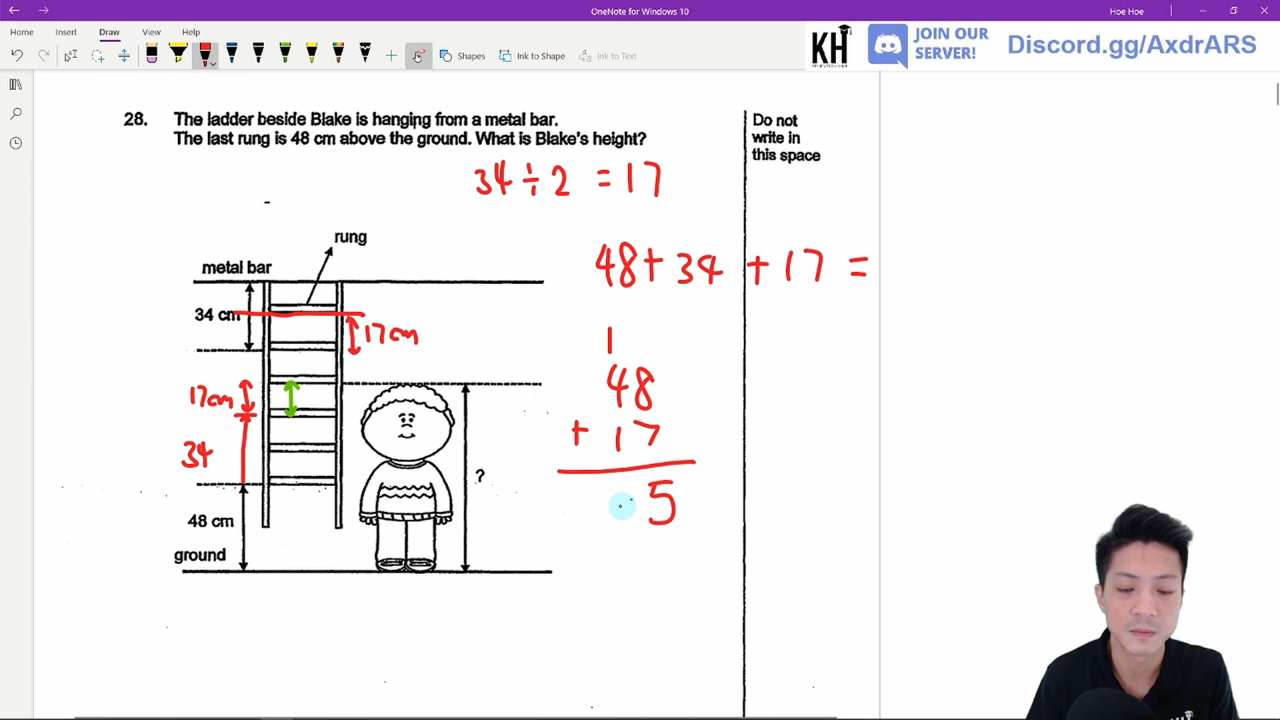 OneNote for Windows 10
Hoe Hoe
Home Insert Draw View Help
Shapes Ink to Shape Ink to Text
KH
JOIN OUR
SERVER!
Discord.gg/AxdrARS
28. The ladder beside Blake is hanging from a metal bar.
The last rung is 48 cm above the ground. What is Blake's height?
Do not
write in
this space
34 ÷ 2 = 17
rung
metal bar
48 + 34 + 17 =
34 cm
17cm
1
48
+ 17
5
17cm
34
?
48 cm
ground